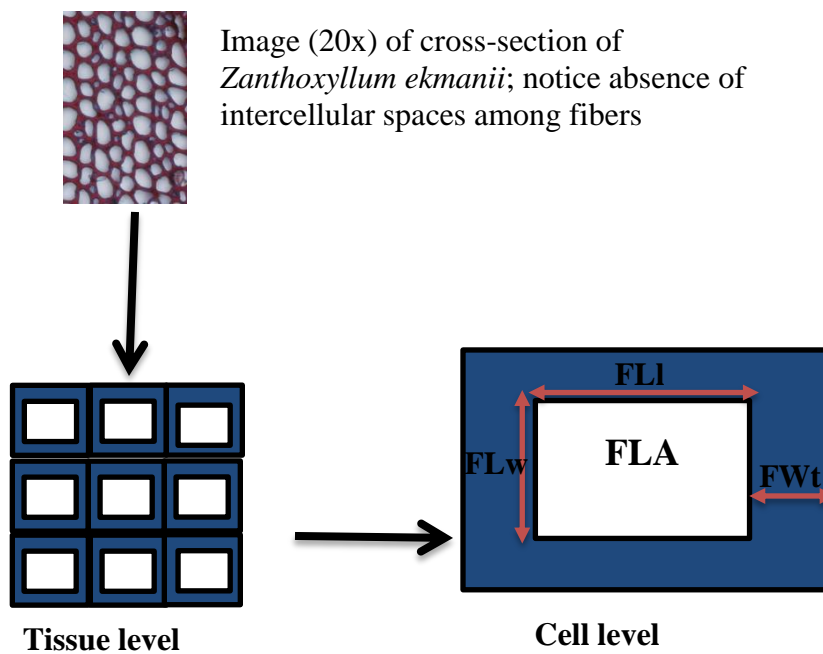 Image (20x) of cross-section of
Zanthoxyllum ekmanii; notice absence of
intercellular spaces among fibers
FLl
FLw
FLA
FWt
Tissue level
Cell level